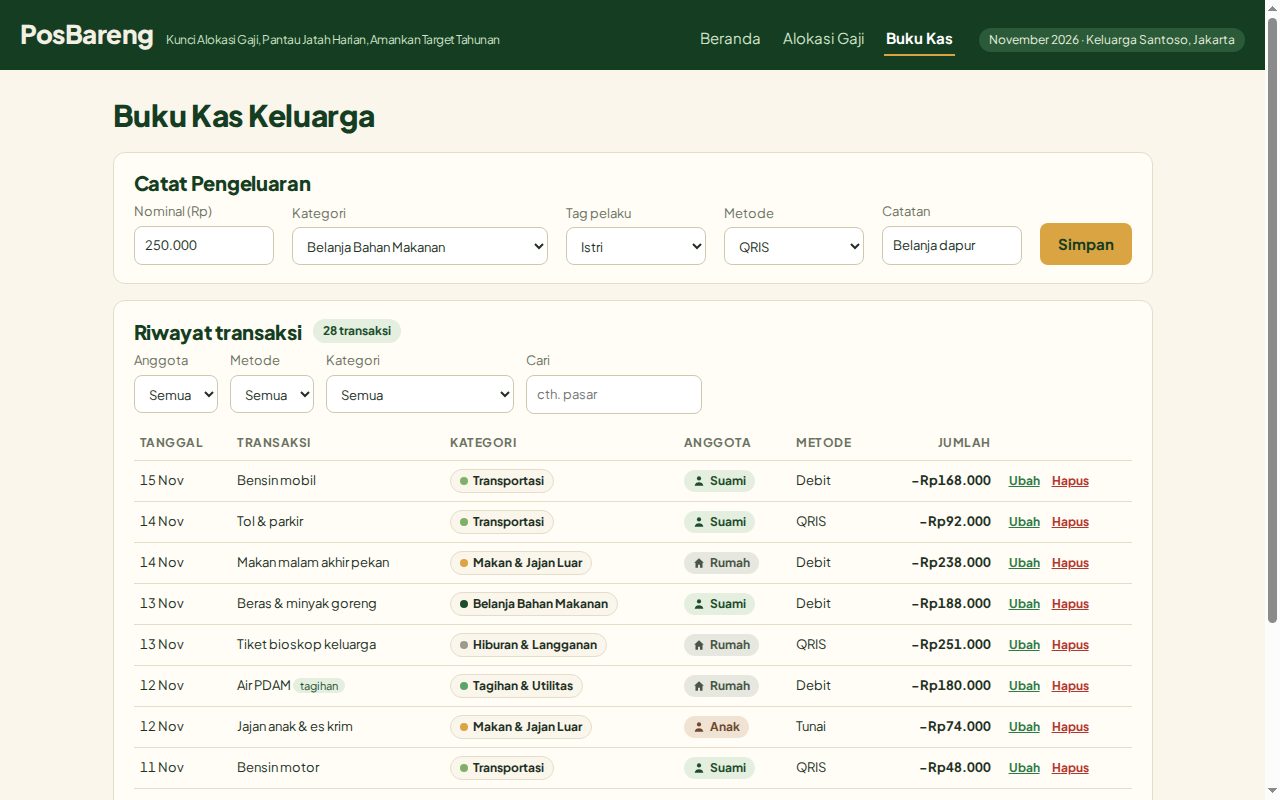 PosBareng Kunci Alokasi Gaji, Pantau Jatah Harian, Amankan Target Tahunan Beranda Alokasi Gaji Buku Kas November 2026 · Keluarga Santoso, Jakarta
Buku Kas Keluarga
Catat Pengeluaran
Nominal (Rp) Kategori Tag pelaku Metode Catatan
250.000 Belanja Bahan Makanan Istri QRIS Belanja dapur Simpan
Riwayat transaksi 28 transaksi
Anggota Metode Kategori Cari
Semua Semua Semua cth. pasar
TANGGAL TRANSAKSI KATEGORI ANGGOTA METODE JUMLAH
15 Nov Bensin mobil Transportasi Suami Debit −Rp168.000 Ubah Hapus
14 Nov Tol & parkir Transportasi Suami QRIS −Rp92.000 Ubah Hapus
14 Nov Makan malam akhir pekan Makan & Jajan Luar Rumah Debit −Rp238.000 Ubah Hapus
13 Nov Beras & minyak goreng Belanja Bahan Makanan Suami Debit −Rp188.000 Ubah Hapus
13 Nov Tiket bioskop keluarga Hiburan & Langganan Rumah QRIS −Rp251.000 Ubah Hapus
12 Nov Air PDAM tagihan Tagihan & Utilitas Rumah Debit −Rp180.000 Ubah Hapus
12 Nov Jajan anak & es krim Makan & Jajan Luar Anak Tunai −Rp74.000 Ubah Hapus
11 Nov Bensin motor Transportasi Suami QRIS −Rp48.000 Ubah Hapus